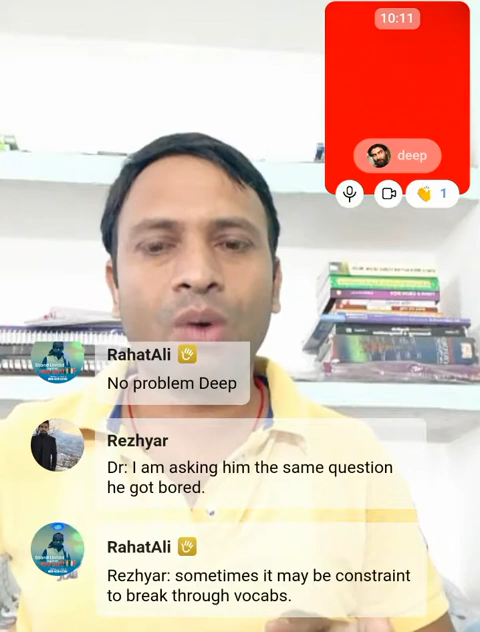 10:11
deep
1
RahatAli
No problem Deep
Rezhyar
Dr: I am asking him the same question
he got bored.
RahatAli
Rezhyar: sometimes it may be constraint
to break through vocabs.